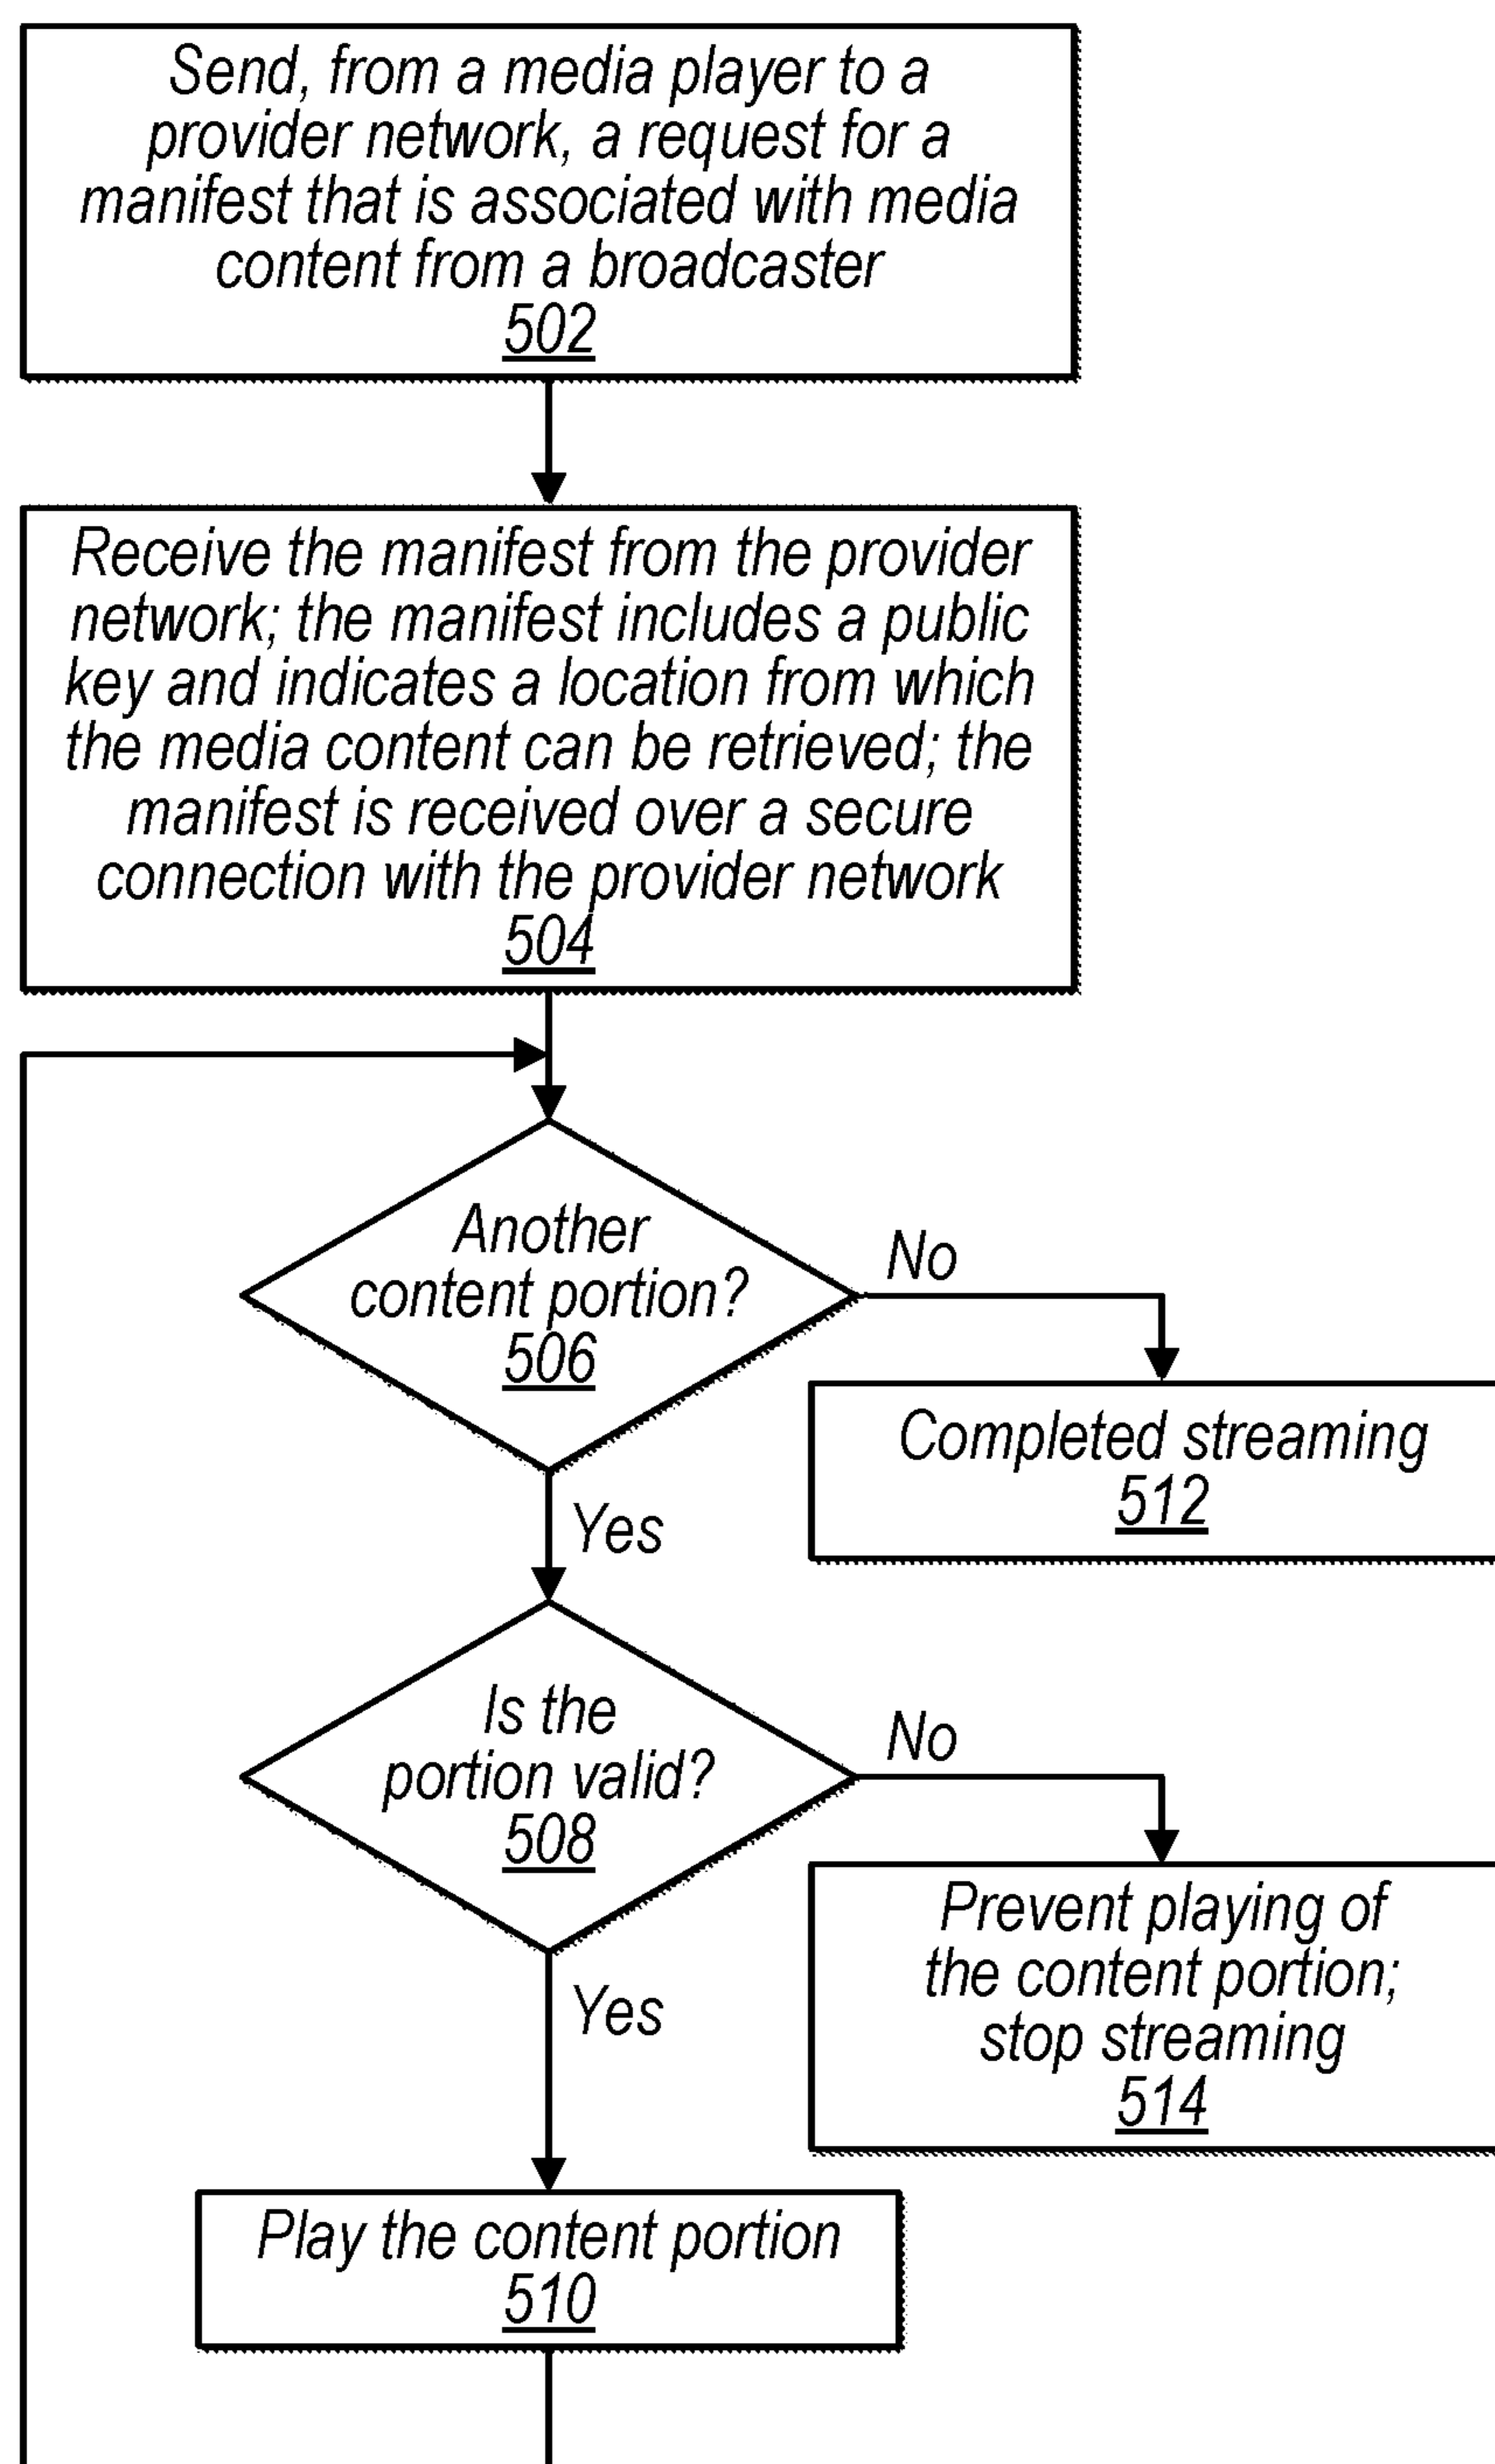 Send, from a media player to a
provider network, a request for a
manifest that is associated with media
content from a broadcaster
502
Receive the manifest from the provider
network; the manifest includes a public
key and indicates a location from which
the media content can be retrieved; the
manifest is received over a secure
connection with the provider network
504
Another
content portion?
506
No
Completed streaming
512
Yes
Is the
portion valid?
508
No
Prevent playing of
the content portion;
stop streaming
514
Yes
Play the content portion
510